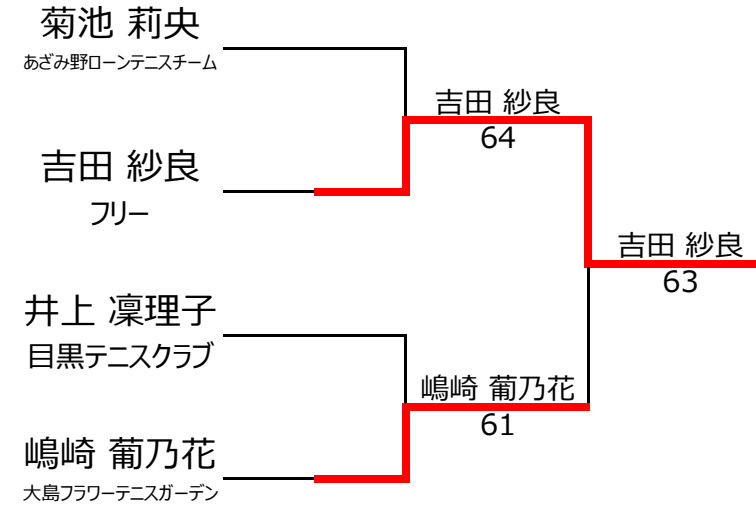 菊池 莉央
あざみ野ローンテニスチーム
吉田 紗良
64
吉田 紗良
フリー
吉田 紗良
63
井上 凜理子
目黒テニスクラブ
嶋崎 葡乃花
61
嶋崎 葡乃花
大島フラワーテニスガーデン